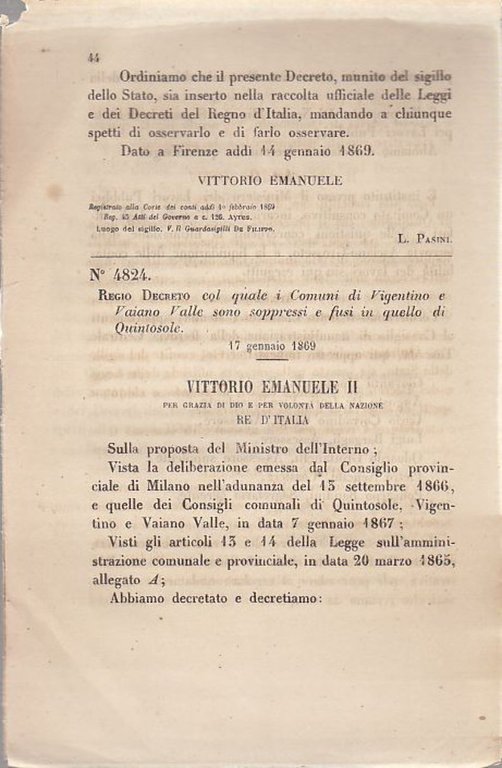 44
Ordiniamo che il presente Decreto, munito del sigillo
dello Stato, sia inserto nella raccolta ufficiale delle Leggi
e dei Decreti del Regno d'Italia, mandando a chiunque
spetti di osservarlo e di farlo osservare.
Dato a Firenze addì 14 gennaio 1869.
VITTORIO EMANUELE
Registrato alla Corte dei conti addì 1º febbraio 1869
Reg. 45 Atti del Governo a c. 126. Ayres.
Luogo del sigillo. V. Il Guardasigilli De Filippo.
L. Pasini.
Nº 4824.
Regio Decreto col quale i Comuni di Vigentino e
Vaiano Valle sono soppressi e fusi in quello di
Quintosole.
17 gennaio 1869
VITTORIO EMANUELE II
PER GRAZIA DI DIO E PER VOLONTÀ DELLA NAZIONE
RE D'ITALIA
Sulla proposta del Ministro dell'Interno;
Vista la deliberazione emessa dal Consiglio provin-
ciale di Milano nell'adunanza del 13 settembre 1866,
e quelle dei Consigli comunali di Quintosole, Vigen-
tino e Vaiano Valle, in data 7 gennaio 1867;
Visti gli articoli 13 e 14 della Legge sull'ammini-
strazione comunale e provinciale, in data 20 marzo 1865,
allegato A;
Abbiamo decretato e decretiamo: